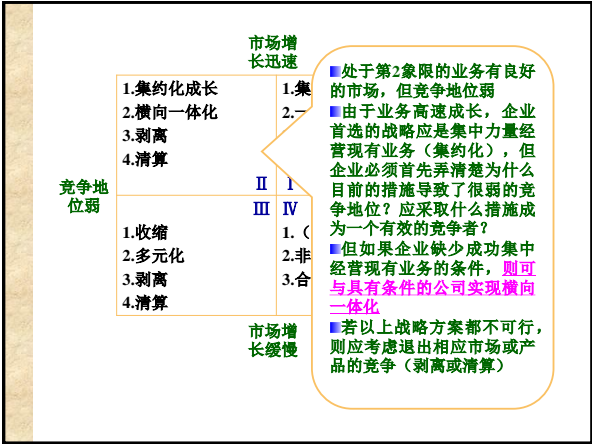 市场增
长迅速
1.集约化成长
2.横向一体化
3.剥离
4.清算
1.集
2.一
竞争地
位弱
II I
III IV
1.收缩
2.多元化
3.剥离
4.清算
1.（
2.非
3.合
市场增
长缓慢
处于第2象限的业务有良好
的市场，但竞争地位弱
由于业务高速成长，企业
首选的战略应是集中力量经
营现有业务（集约化），但
企业必须首先弄清楚为什么
目前的措施导致了很弱的竞
争地位？应采取什么措施成
为一个有效的竞争者？
但如果企业缺少成功集中
经营现有业务的条件，则可
与具有条件的公司实现横向
一体化
若以上战略方案都不可行，
则应考虑退出相应市场或产
品的竞争（剥离或清算）